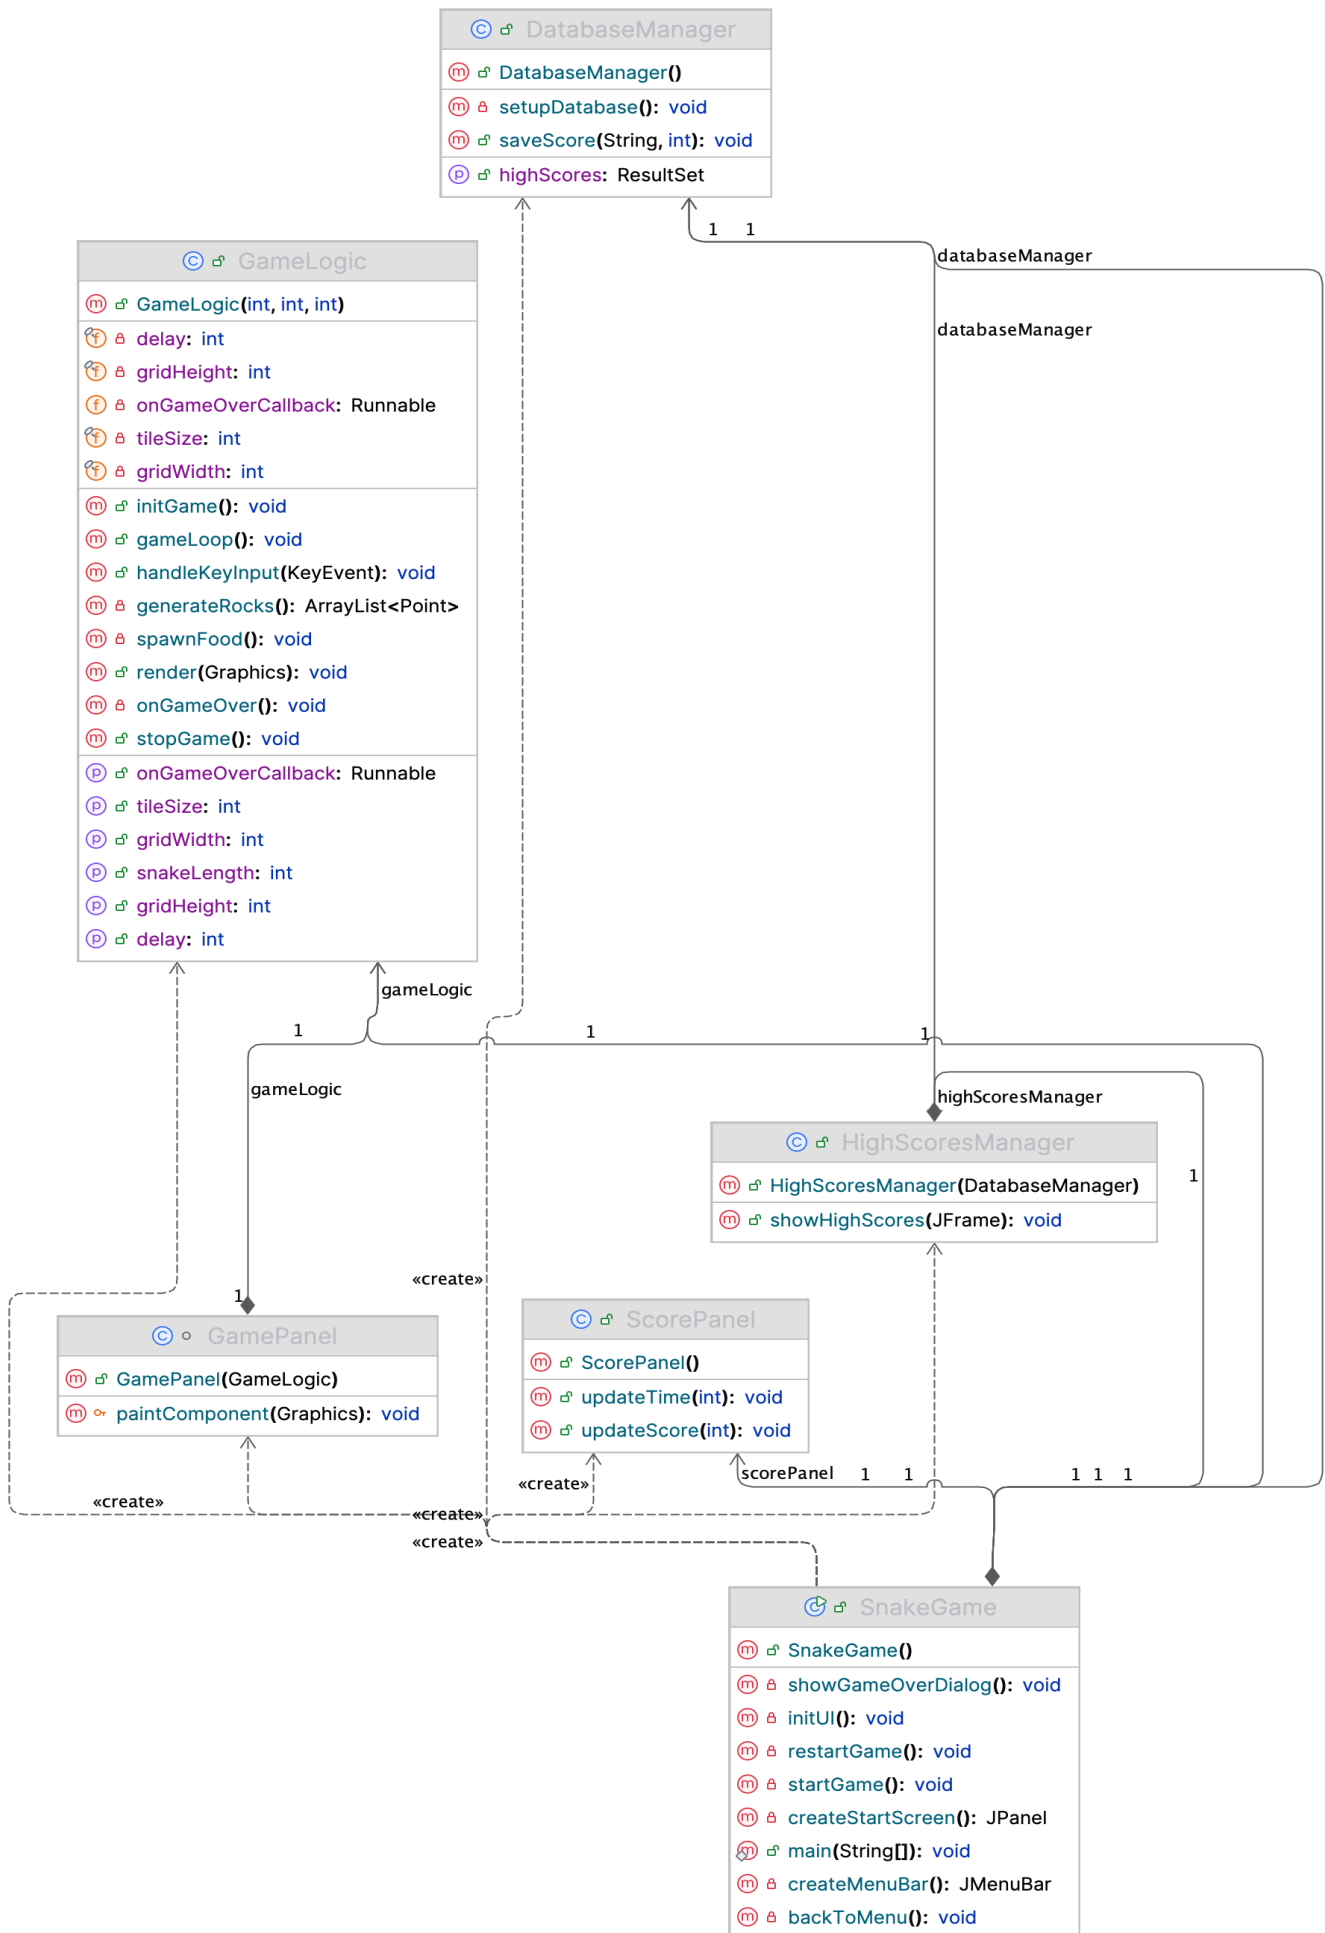 DatabaseManager
DatabaseManager()
setupDatabase(): void
saveScore(String, int): void
highScores: ResultSet
1 1
databaseManager
databaseManager
GameLogic
GameLogic(int, int, int)
delay: int
gridHeight: int
onGameOverCallback: Runnable
tileSize: int
gridWidth: int
initGame(): void
gameLoop(): void
handleKeyInput(KeyEvent): void
generateRocks(): ArrayList<Point>
spawnFood(): void
render(Graphics): void
onGameOver(): void
stopGame(): void
onGameOverCallback: Runnable
tileSize: int
gridWidth: int
snakeLength: int
gridHeight: int
delay: int
gameLogic
1 1 1
gameLogic
highScoresManager
HighScoresManager
1
HighScoresManager(DatabaseManager)
showHighScores(JFrame): void
«create»
1
GamePanel
GamePanel(GameLogic)
paintComponent(Graphics): void
ScorePanel
ScorePanel()
updateTime(int): void
updateScore(int): void
scorePanel 1 1 1 1 1
«create»
«create»
«create»
«create»
SnakeGame
SnakeGame()
showGameOverDialog(): void
initUI(): void
restartGame(): void
startGame(): void
createStartScreen(): JPanel
main(String[]): void
createMenuBar(): JMenuBar
backToMenu(): void